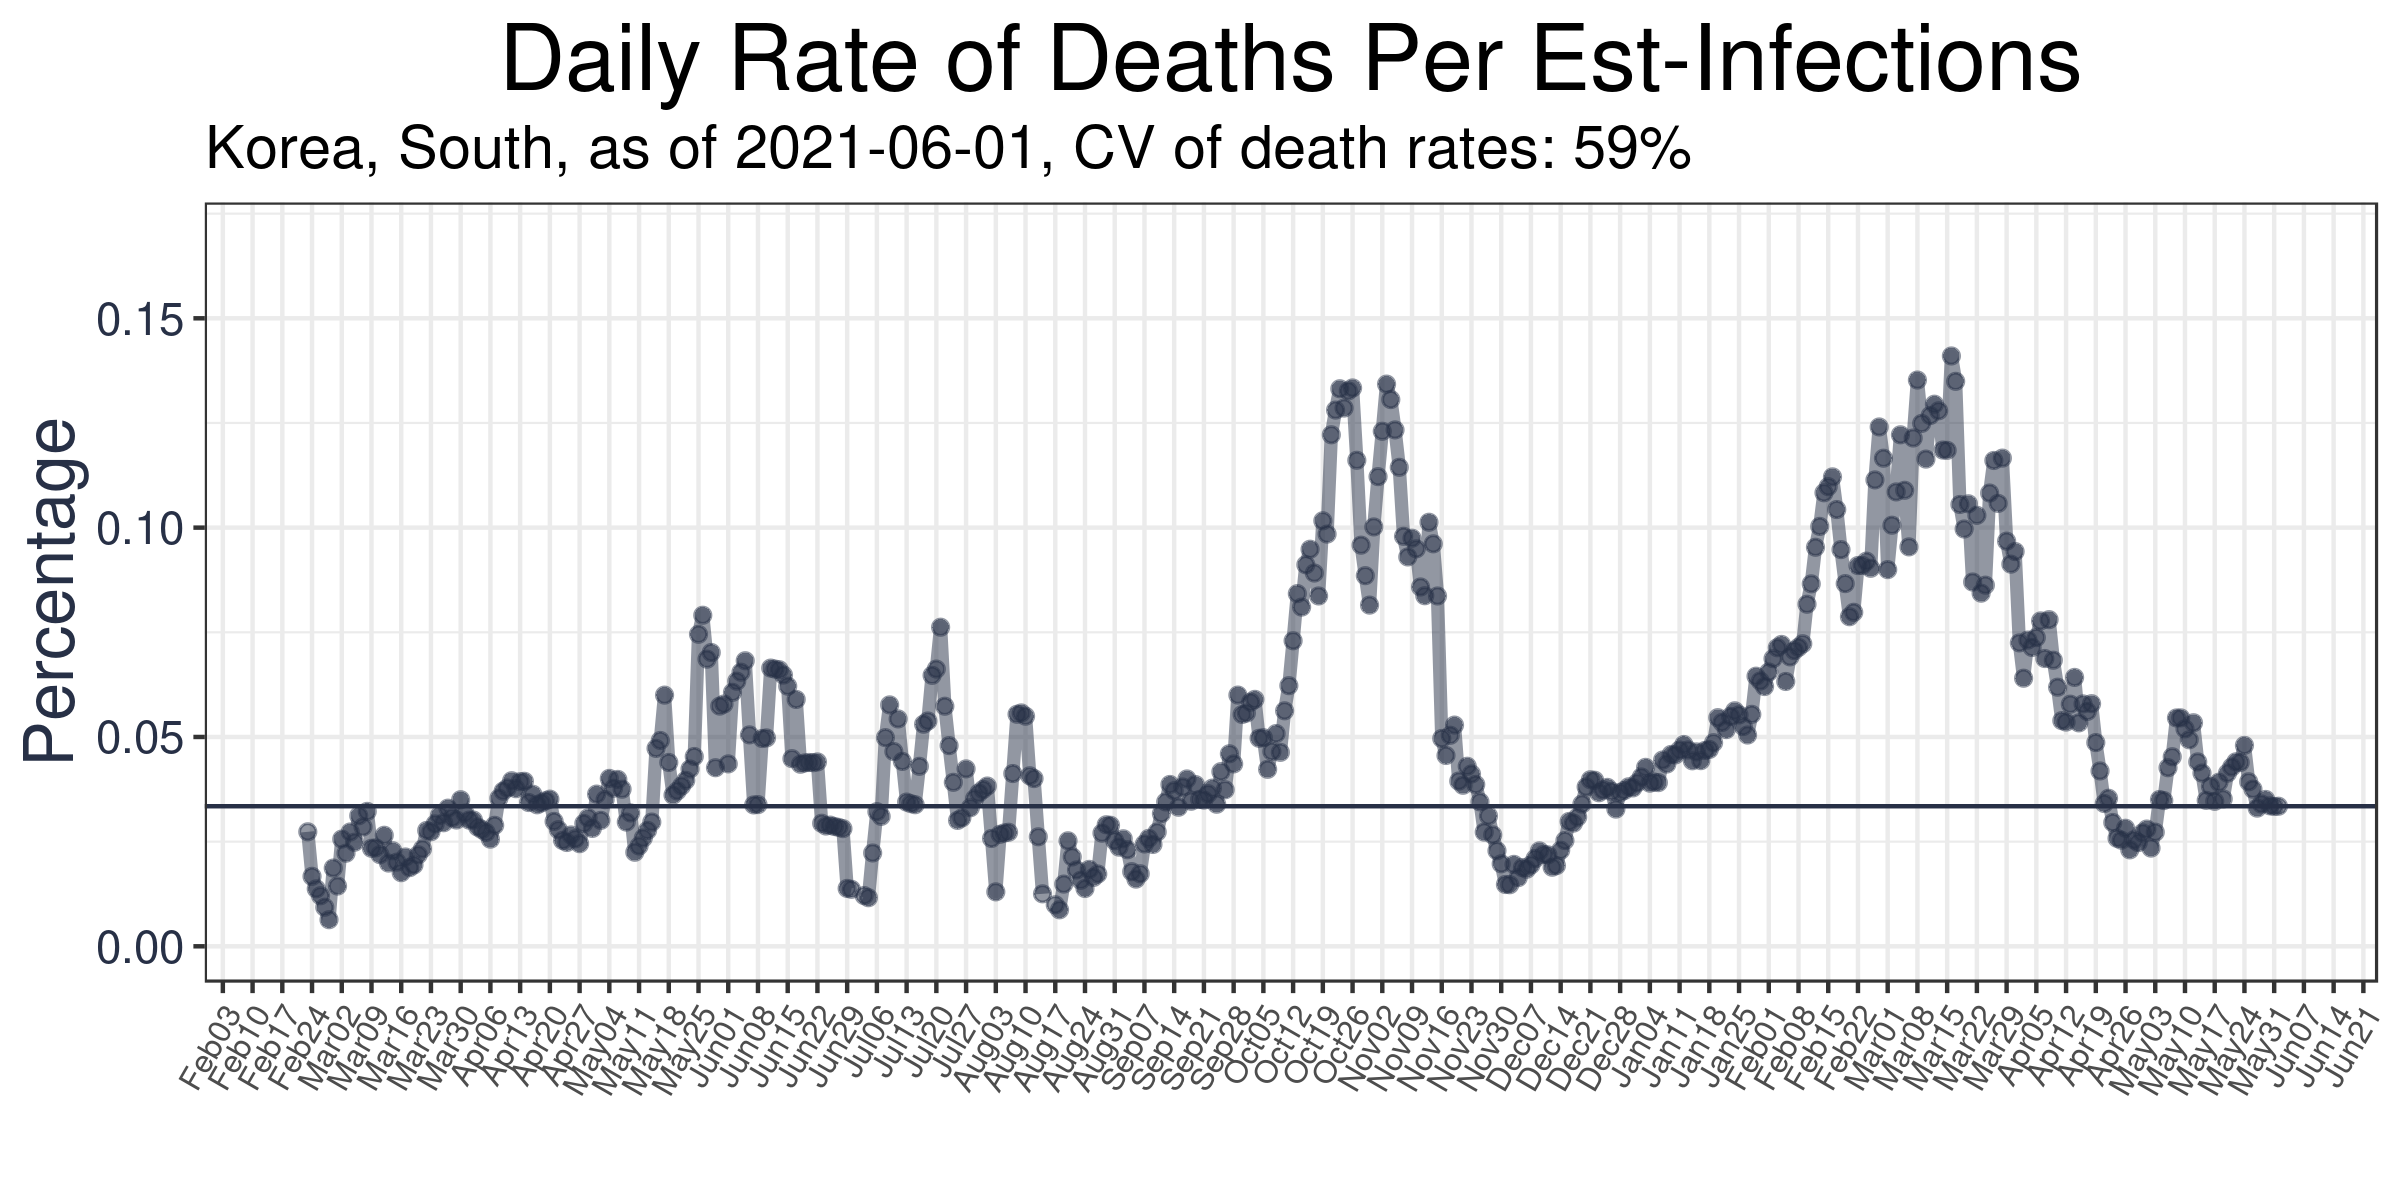 Daily Rate of Deaths Per Est-Infections
Korea, South, as of 2021-06-01, CV of death rates: 59%
Percentage
0.15
0.10
0.05
0.00
Feb03
Feb10
Feb17
Feb24
Mar02
Mar09
Mar16
Mar23
Mar30
Apr06
Apr13
Apr20
Apr27
May04
May11
May18
May25
Jun01
Jun08
Jun15
Jun22
Jun29
Jul06
Jul13
Jul20
Jul27
Aug03
Aug10
Aug17
Aug24
Aug31
Sep07
Sep14
Sep21
Sep28
Oct05
Oct12
Oct19
Oct26
Nov02
Nov09
Nov16
Nov23
Nov30
Dec07
Dec14
Dec21
Dec28
Jan04
Jan11
Jan18
Jan25
Feb01
Feb08
Feb15
Feb22
Mar01
Mar08
Mar15
Mar22
Mar29
Apr05
Apr12
Apr19
Apr26
May03
May10
May17
May24
May31
Jun07
Jun14
Jun21